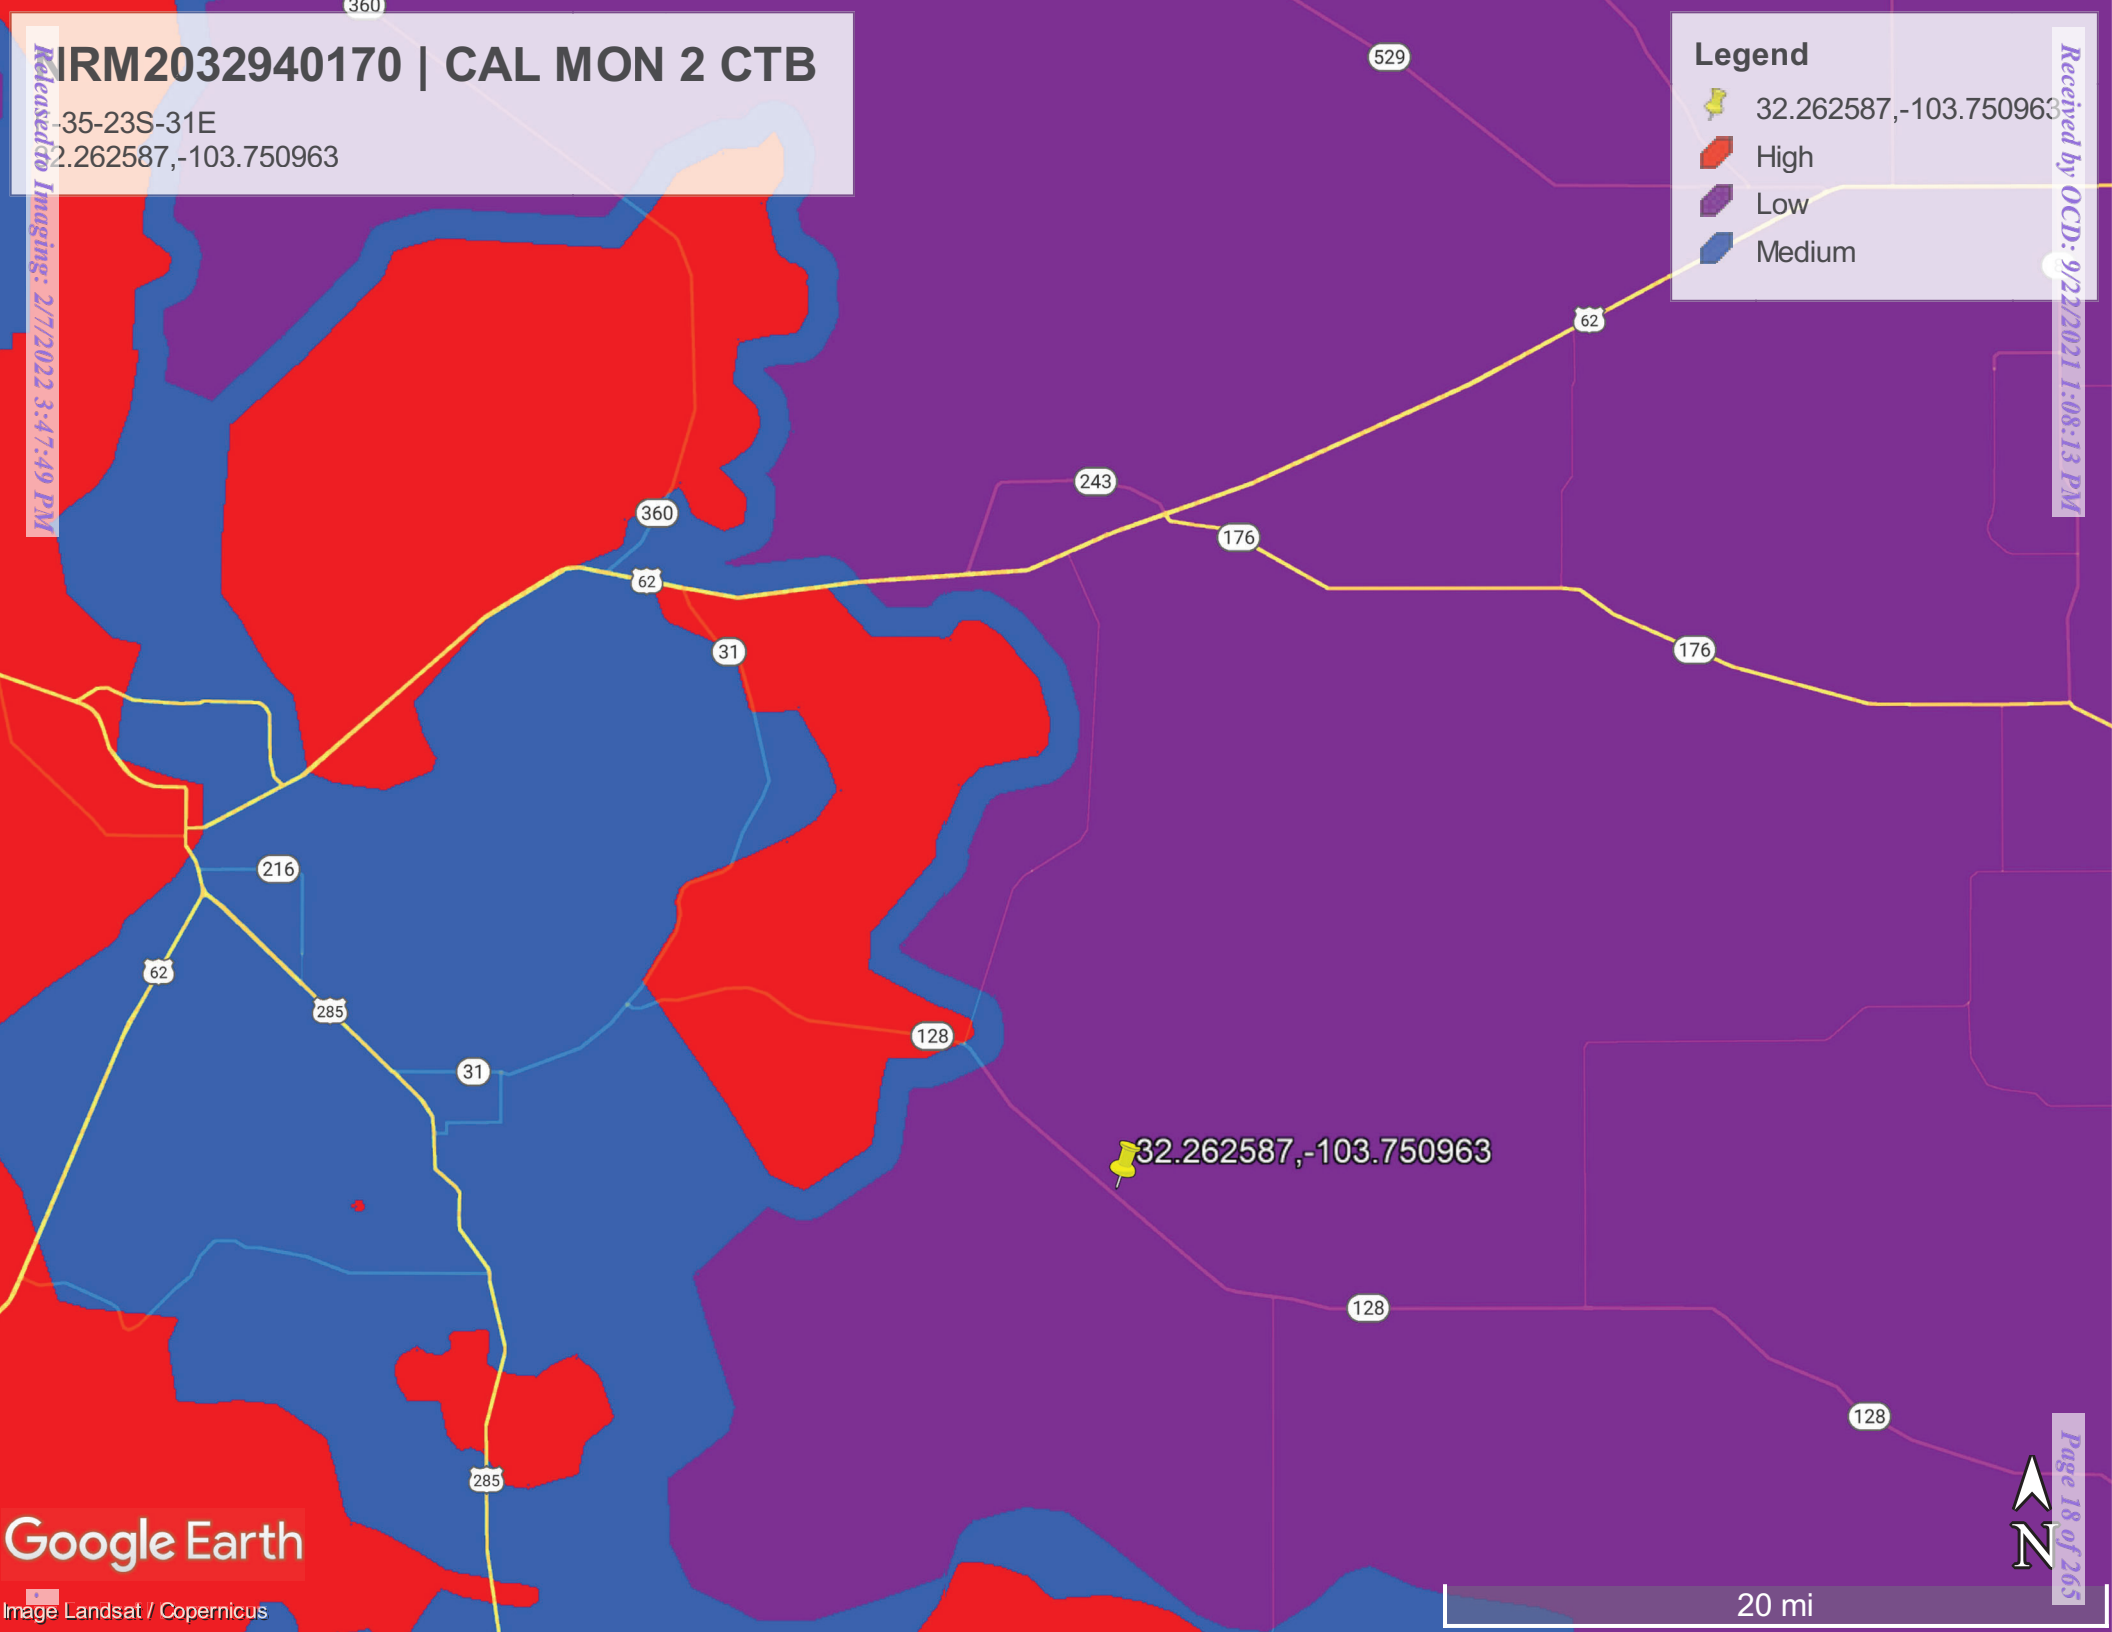 360
NRM2032940170 | CAL MON 2 CTB
-35-23S-31E
2.262587,-103.750963
Released to Imaging: 2/7/2022 3:47:49 PM
529
Legend
32.262587,-103.750963
High
Low
Medium
Received by OCD: 9/22/2021 1:08:13 PM
62
243
360
176
62
31
176
216
62
285
128
31
32.262587,-103.750963
128
128
285
N
Page 18 of 265
Google Earth
Image Landsat / Copernicus
20 mi